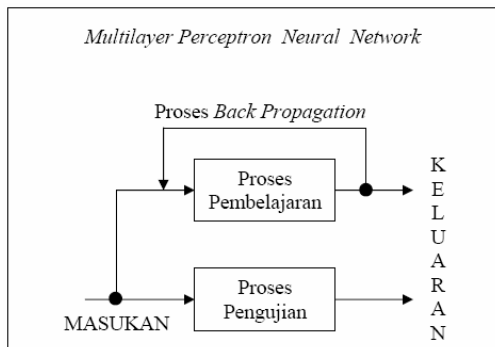 Multilayer Perceptron Neural Network
Proses Back Propagation
Proses
Pembelajaran
Proses
Pengujian
MASUKAN
K
E
L
U
A
R
A
N